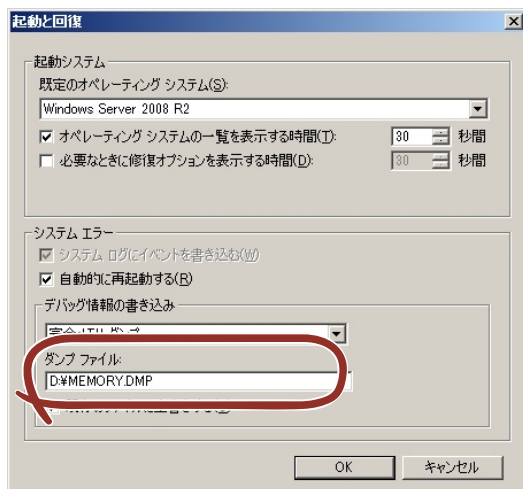 起動と回復
起動システム
既定のオペレーティング システム(S):
Windows Server 2008 R2
オペレーティング システムの一覧を表示する時間(T): 30 秒間
必要なときに修復オプションを表示する時間(D): 30 秒間
システム エラー
システム ログにイベントを書き込む(W)
自動的に再起動する(R)
デバッグ情報の書き込み
ダンプ ファイル:
D:¥MEMORY.DMP
OK キャンセル